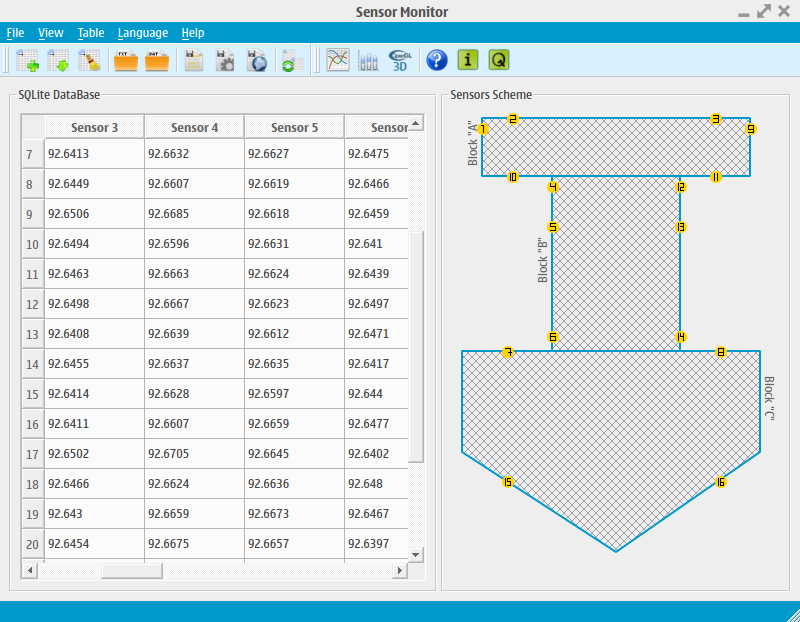 Sensor Monitor
File View Table Language Help
TXT DAT OpenGL 3D ? i Q
SQLite DataBase
Sensor 3 Sensor 4 Sensor 5 Sensor
7 92.6413 92.6632 92.6627 92.6475
8 92.6449 92.6607 92.6619 92.6466
9 92.6506 92.6685 92.6618 92.6459
10 92.6494 92.6596 92.6631 92.641
11 92.6463 92.6663 92.6624 92.6439
12 92.6498 92.6667 92.6623 92.6497
13 92.6408 92.6639 92.6612 92.6471
14 92.6455 92.6637 92.6635 92.6417
15 92.6414 92.6628 92.6597 92.644
16 92.6411 92.6607 92.6659 92.6477
17 92.6502 92.6705 92.6645 92.6402
18 92.6466 92.6624 92.6636 92.648
19 92.643 92.6659 92.6673 92.6467
20 92.6454 92.6675 92.6657 92.6397
Sensors Scheme
2 3
1 9
Block "A"
10 11
4 12
5 13
Block "B"
6 14
7 8
Block "C"
15 16